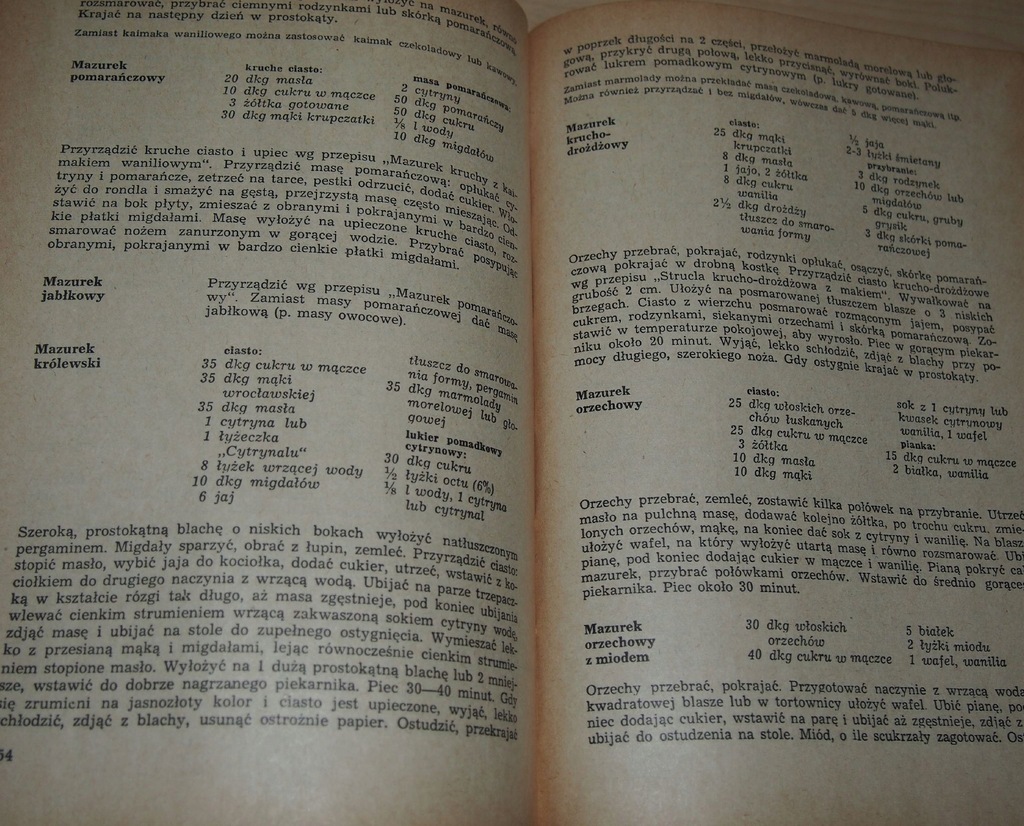 rozsmarować, przybrać ciemnymi rodzynkami lub skórką pomarańczową.
Krajać na następny dzień w prostokąty.
Zamiast kaimaka waniliowego można zastosować kaimak czekoladowy lub kawowy.
Mazurek
pomarańczowy
kruche ciasto:
20 dkg masła
10 dkg cukru w mączce
3 żółtka gotowane
30 dkg mąki krupczatki
masa pomarańczowa:
2 cytryny
50 dkg pomarańczy
50 dkg cukru
⅛ l wody
10 dkg migdałów
Przyrządzić kruche ciasto i upiec wg przepisu „Mazurek kruchy z kai-
makiem waniliowym". Przyrządzić masę pomarańczową: opłukać cy-
tryny i pomarańcze, zetrzeć na tarce, pestki odrzucić, dodać cukier. Wło-
żyć do rondla i smażyć na gęstą, przejrzystą masę często mieszając. Od-
stawić na bok płyty, zmieszać z obranymi i pokrajanymi w bardzo cien-
kie płatki migdałami. Masę wyłożyć na upieczone kruche ciasto, roz-
smarować nożem zanurzonym w gorącej wodzie. Przybrać posypując
obranymi, pokrajanymi w bardzo cienkie płatki migdałami.
Mazurek
jabłkowy
Przyrządzić wg przepisu „Mazurek pomarańczo-
wy". Zamiast masy pomarańczowej dać masę
jabłkową (p. masy owocowe).
Mazurek
królewski
ciasto:
35 dkg cukru w mączce
35 dkg mąki
wrocławskiej
35 dkg masła
1 cytryna lub
1 łyżeczka
„Cytrynalu"
8 łyżek wrzącej wody
10 dkg migdałów
6 jaj
tłuszcz do smarowa-
nia formy, pergamin
35 dkg marmolady
morelowej lub gło-
gowej
lukier pomadkowy
cytrynowy:
30 dkg cukru
½ łyżki octu (6%)
⅛ l wody, 1 cytryna
lub cytrynal
Szeroką, prostokątną blachę o niskich bokach wyłożyć natłuszczonym
pergaminem. Migdały sparzyć, obrać z łupin, zemleć. Przyrządzić ciasto:
stopić masło, wybić jaja do kociołka, dodać cukier, utrzeć, wstawić z ko-
ciołkiem do drugiego naczynia z wrzącą wodą. Ubijać na parze trzepacz-
ką w kształcie rózgi tak długo, aż masa zgęstnieje, pod koniec ubijania
wlewać cienkim strumieniem wrzącą zakwaszoną sokiem cytryny wodę,
zdjąć masę i ubijać na stole do zupełnego ostygnięcia. Wymieszać lek-
ko z przesianą mąką i migdałami, lejąc równocześnie cienkim strumie-
niem stopione masło. Wyłożyć na 1 dużą prostokątną blachę lub 2 mniej-
sze, wstawić do dobrze nagrzanego piekarnika. Piec 30—40 minut. Gdy
się zrumieni na jasnozłoty kolor i ciasto jest upieczone, wyjąć, lekko
chłodzić, zdjąć z blachy, usunąć ostrożnie papier. Ostudzić, przekrajać
54
w poprzek długości na 2 części, przełożyć marmoladą morelową lub gło-
gową, przykryć drugą połową, lekko przycisnąć, wyrównać boki. Poluk-
rować lukrem pomadkowym cytrynowym (p. lukry gotowane).
Zamiast marmolady można przekładać masą czekoladową, kawową, pomarańczową itp.
Można również przyrządzać i bez migdałów, wówczas dać 5 dkg więcej mąki.
Mazurek
krucho-
drożdżowy
ciasto:
25 dkg mąki
krupczatki
8 dkg masła
1 jajo, 2 żółtka
8 dkg cukru
wanilia
2½ dkg drożdży
tłuszcz do smaro-
wania formy
½ jaja
2-3 łyżki śmietany
przybranie:
3 dkg rodzynek
10 dkg orzechów lub
migdałów
5 dkg cukru, gruby
grysik
3 dkg skórki poma-
rańczowej
Orzechy przebrać, pokrajać, rodzynki opłukać, osączyć, skórkę pomarań-
czową pokrajać w drobną kostkę. Przyrządzić ciasto krucho-drożdżowe
wg przepisu „Strucla krucho-drożdżowa z makiem". Wywałkować na
grubość 2 cm. Ułożyć na posmarowanej tłuszczem blasze o 3 niskich
brzegach. Ciasto z wierzchu posmarować rozmąconym jajem, posypać
cukrem, rodzynkami, siekanymi orzechami i skórką pomarańczową. Zo-
stawić w temperaturze pokojowej, aby wyrosło. Piec w gorącym piekar-
niku około 20 minut. Wyjąć, lekko schłodzić, zdjąć z blachy przy po-
mocy długiego, szerokiego noża. Gdy ostygnie krajać w prostokąty.
Mazurek
orzechowy
ciasto:
25 dkg włoskich orze-
chów łuskanych
25 dkg cukru w mączce
3 żółtka
10 dkg masła
10 dkg mąki
sok z 1 cytryny lub
kwasek cytrynowy
wanilia, 1 wafel
pianka:
15 dkg cukru w mączce
2 białka, wanilia
Orzechy przebrać, zemleć, zostawić kilka połówek na przybranie. Utrzeć
masło na pulchną masę, dodawać kolejno żółtka, po trochu cukru, zmie-
lonych orzechów, mąkę, na koniec dać sok z cytryny i wanilię. Na blasz
ułożyć wafel, na który wyłożyć utartą masę i równo rozsmarować. Ubi
pianę, pod koniec dodając cukier w mączce i wanilię. Pianą pokryć ca
mazurek, przybrać połówkami orzechów. Wstawić do średnio gorące
piekarnika. Piec około 30 minut.
Mazurek
orzechowy
z miodem
30 dkg włoskich
orzechów
40 dkg cukru w mączce
5 białek
2 łyżki miodu
1 wafel, wanilia
Orzechy przebrać, pokrajać. Przygotować naczynie z wrzącą wodą
kwadratowej blasze lub w tortownicy ułożyć wafel. Ubić pianę, po
niec dodając cukier, wstawić na parę i ubijać aż zgęstnieje, zdjąć z
ubijać do ostudzenia na stole. Miód, o ile scukrzały zagotować. Os